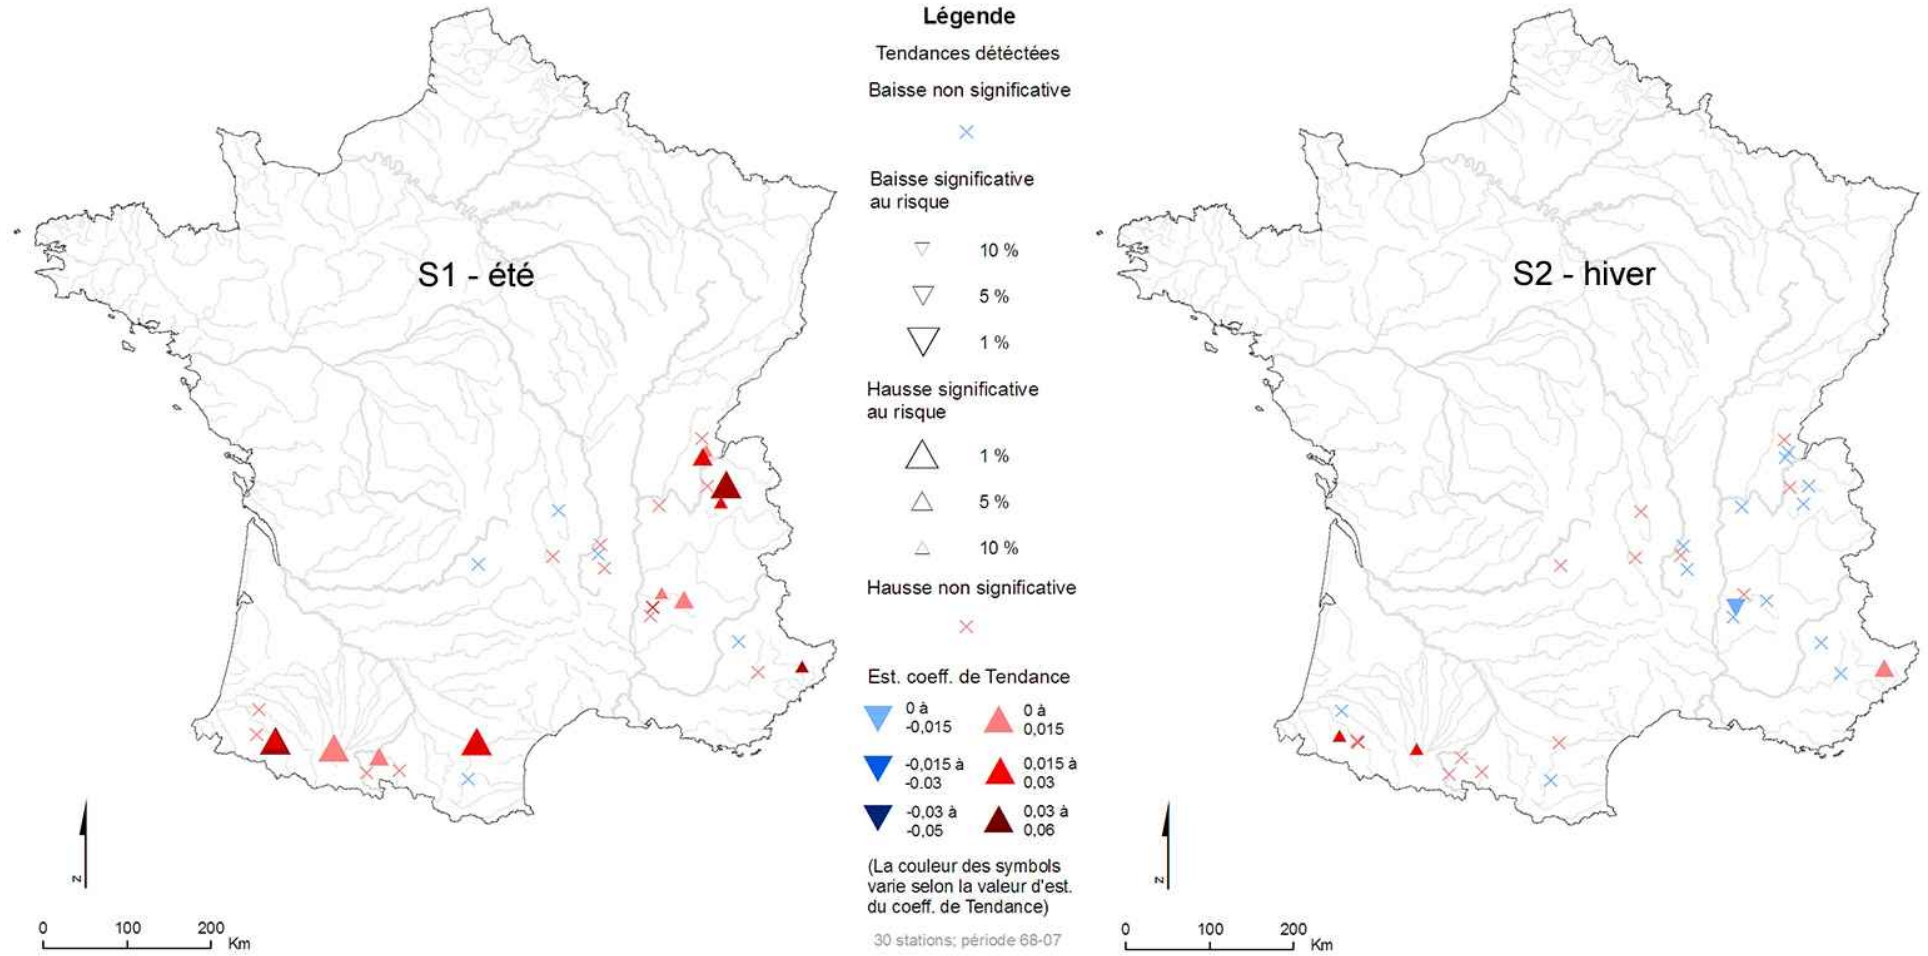 S1 - été
0 100 200
Km
z
Légende
Tendances détéctées
Baisse non significative
Baisse significative
au risque
10 %
5 %
1 %
Hausse significative
au risque
1 %
5 %
10 %
Hausse non significative
Est. coeff. de Tendance
0 à
-0,015
0 à
0,015
-0,015 à
-0.03
0,015 à
0,03
-0,03 à
-0,05
0,03 à
0,06
(La couleur des symbols
varie selon la valeur d'est.
du coeff. de Tendance)
30 stations; période 68-07
S2 - hiver
z
0 100 200
Km